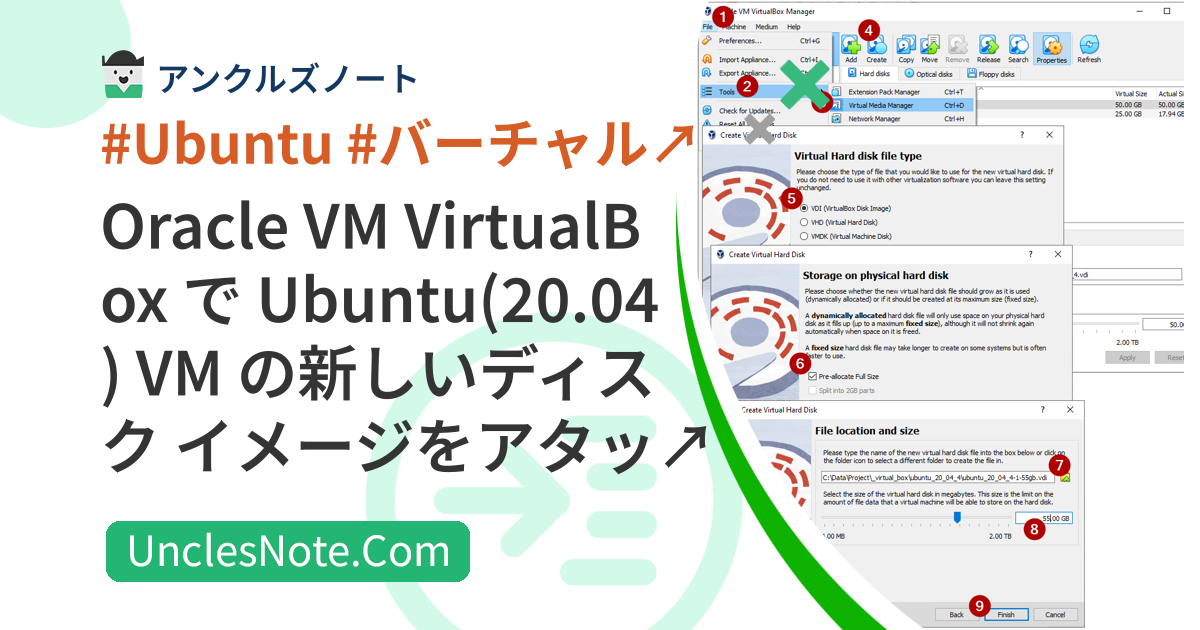 アンクルズノート
#Ubuntu #バーチャル↗
Oracle VM VirtualB
ox で Ubuntu(20.04
) VM の新しいディス
ク イメージをアタッ↗
UnclesNote.Com
VM VirtualBox Manager
1
File Machine Medium Help
Preferences... Ctrl+G
Import Appliance... Ctrl+I
Export Appliance...
2
Tools
Check for Updates...
Extension Pack Manager Ctrl+T
Virtual Media Manager Ctrl+D
Network Manager Ctrl+H
4
Add Create Copy Move Remove Release Search Properties Refresh
Hard disks Optical disks Floppy disks
Virtual Size
50.00 GB 50.00 G
25.00 GB 17.94 G
Create Virtual Hard Disk
Virtual Hard disk file type
Please choose the type of file that you would like to use for the new virtual hard disk. If
you do not need to use it with other virtualization software you can leave this setting
unchanged.
5
VDI (VirtualBox Disk Image)
VHD (Virtual Hard Disk)
VMDK (Virtual Machine Disk)
4.vdi
50.0
2.00 TB
Apply Reset
Create Virtual Hard Disk
Storage on physical hard disk
Please choose whether the new virtual hard disk file should grow as it is used
(dynamically allocated) or if it should be created at its maximum size (fixed size).
A dynamically allocated hard disk file will only use space on your physical hard
disk as it fills up (up to a maximum fixed size), although it will not shrink again
automatically when space on it is freed.
A fixed size hard disk file may take longer to create on some systems but is often
faster to use.
6
Pre-allocate Full Size
Split into 2GB parts
Create Virtual Hard Disk
File location and size
Please type the name of the new virtual hard disk file into the box below or click on
the folder icon to select a different folder to create the file in.
7
C:\Data\Project\_virtual_box\ubuntu_20_04_4\ubuntu_20_04_4-1-55gb.vdi
Select the size of the virtual hard disk in megabytes. This size is the limit on the
amount of file data that a virtual machine will be able to store on the hard disk.
55.00 GB
8
.00 MB 2.00 TB
9
Back Finish Cancel